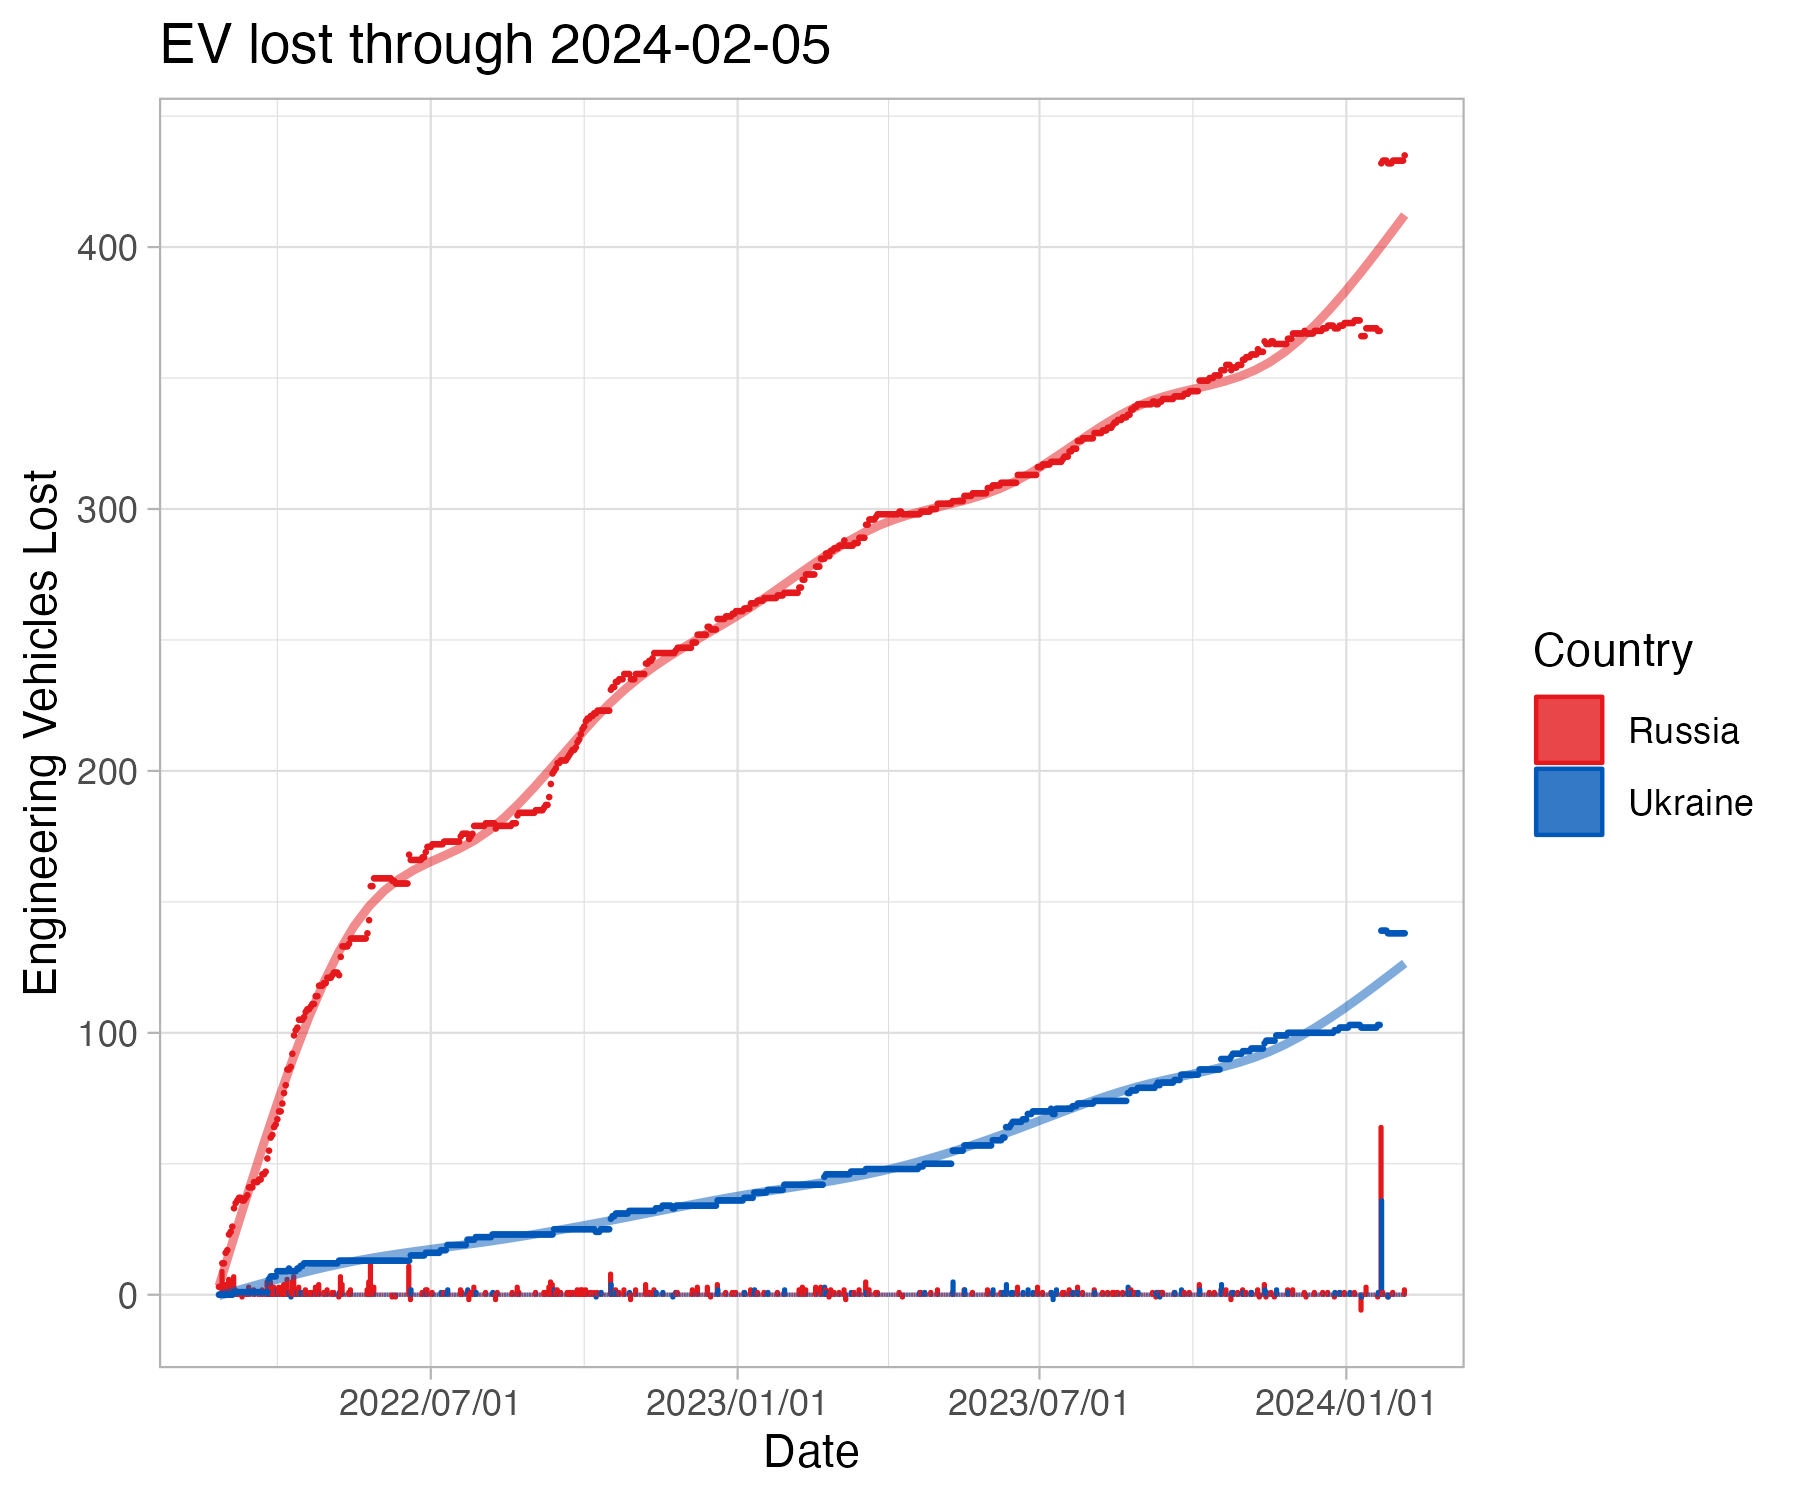 EV lost through 2024-02-05
Engineering Vehicles Lost
400
300
200
100
0
2022/07/01
2023/01/01
2023/07/01
2024/01/01
Date
Country
Russia
Ukraine